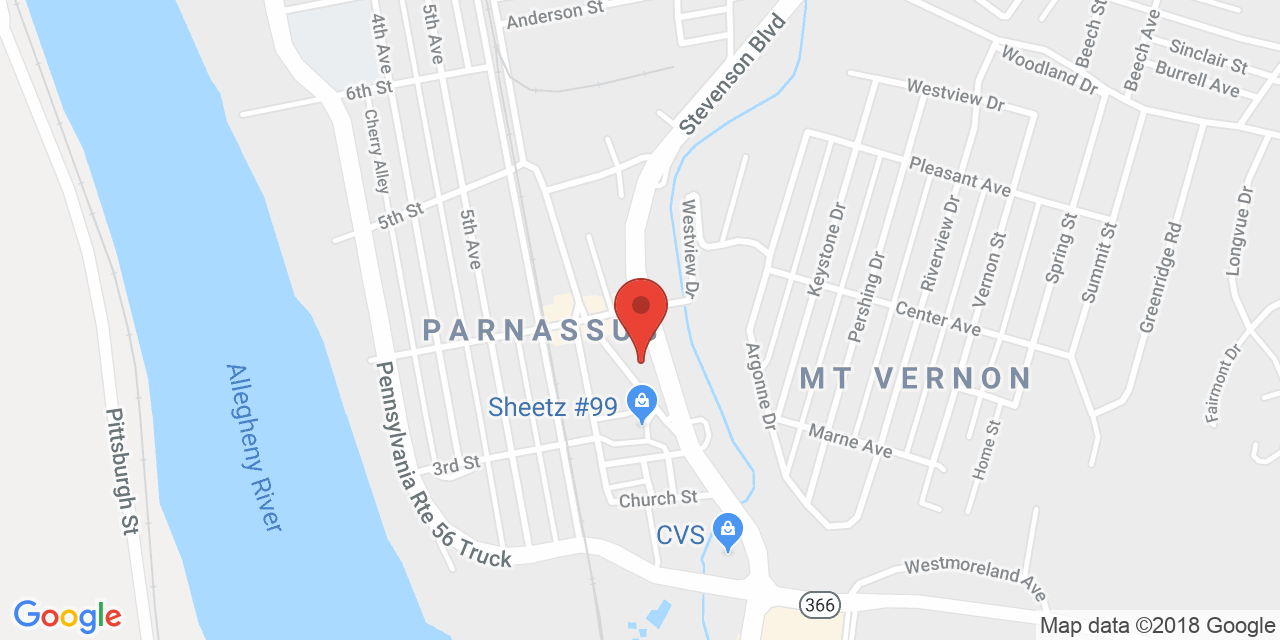 Anderson St
4th Ave
5th Ave
Stevenson Blvd
Beech St
Beech Ave
Sinclair St
Burrell Ave
Woodland Dr
6th St
Westview Dr
Cherry Alley
Pleasant Ave
5th St
5th Ave
Westview Dr
Keystone Dr
Pershing Dr
Riverview Dr
Vernon St
Spring St
Summit St
Greenridge Rd
Longvue Dr
Center Ave
PARNASSUS
Argonne Dr
MT VERNON
Fairmont Dr
Allegheny River
Pennsylvania Rte 56 Truck
Pittsburgh St
Sheetz #99
Marne Ave
Home St
3rd St
Church St
CVS
Westmoreland Ave
366
Google
Map data ©2018 Google